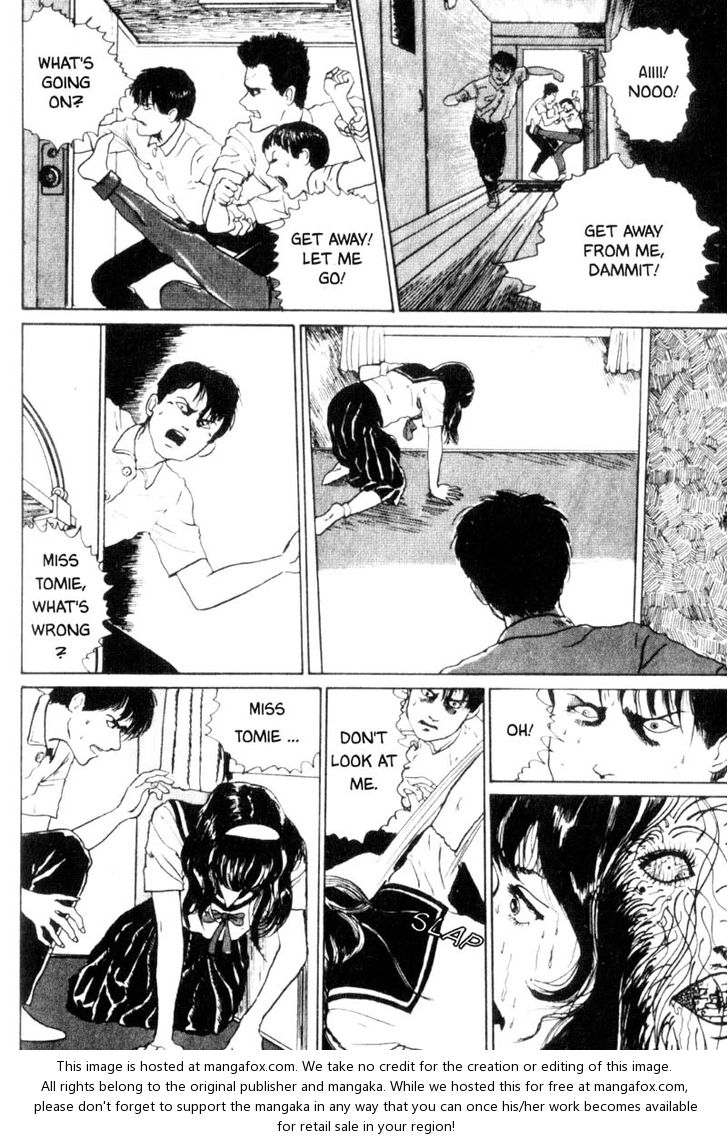 WHAT'S
GOING
ON?
GET AWAY!
LET ME
GO!
AIIII!
NOOO!
GET AWAY
FROM ME,
DAMMIT!
MISS
TOMIE,
WHAT'S
WRONG
?
MISS
TOMIE ...
DON'T
LOOK AT
ME.
SLAP
OH!
This image is hosted at mangafox.com. We take no credit for the creation or editing of this image.
All rights belong to the original publisher and mangaka. While we hosted this for free at mangafox.com,
please don't forget to support the mangaka in any way that you can once his/her work becomes available
for retail sale in your region!